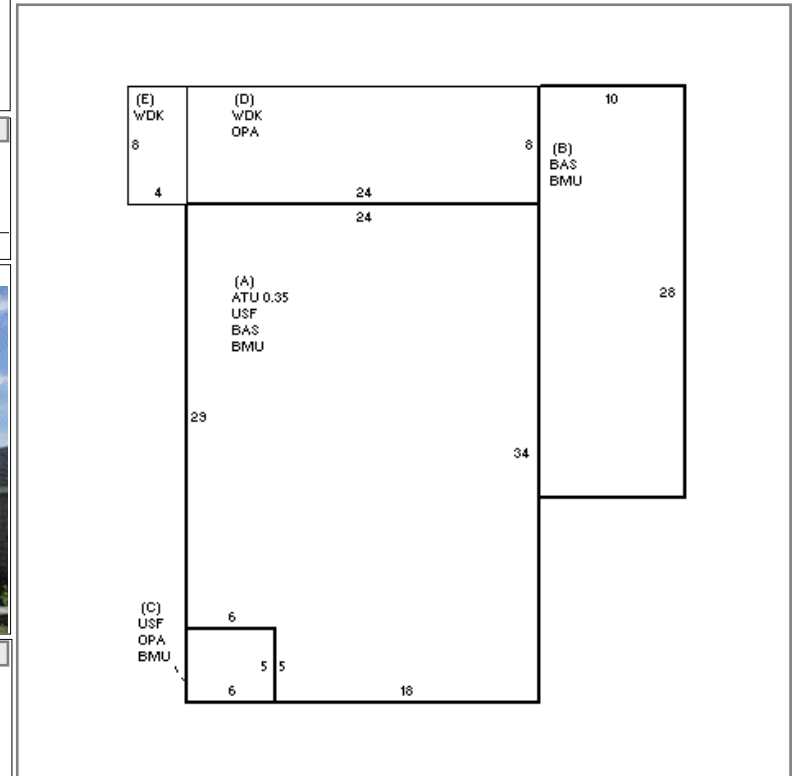 (E)
WDK
8
4
(D)
WDK
OPA
8
24
10
(B)
BAS
BMU
28
24
(A)
ATU 0.35
USF
BAS
BMU
29
34
(C)
USF
OPA
BMU
6
5 5
6
18